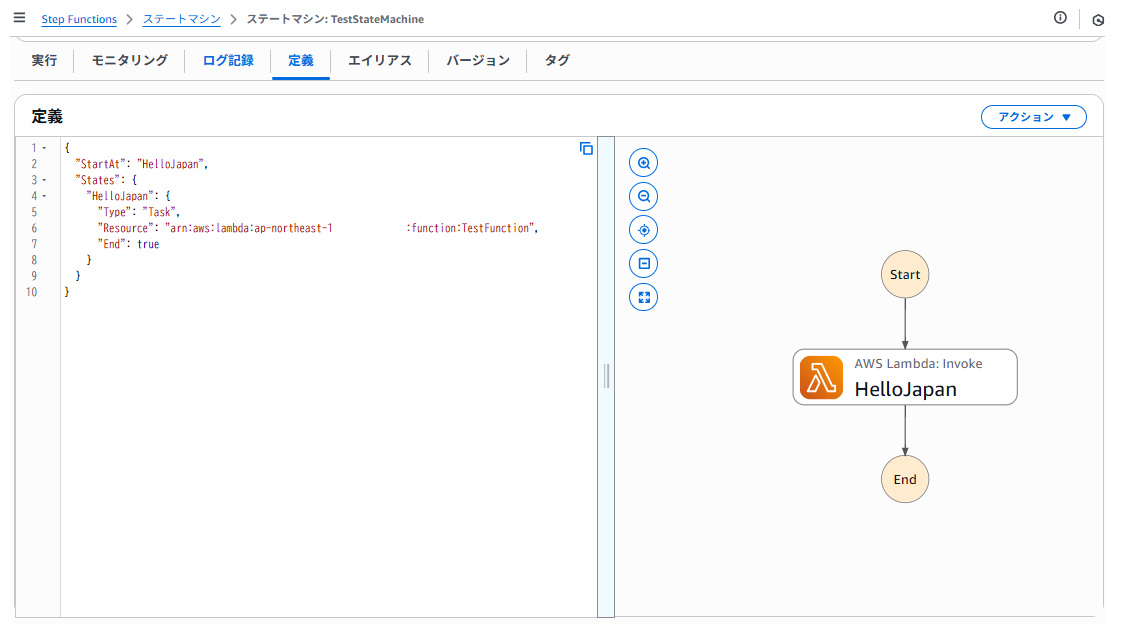 Step Functions > ステートマシン > ステートマシン: TestStateMachine
実行 モニタリング ログ記録 定義 エイリアス バージョン タグ
定義
アクション ▼
1 {
2 "StartAt": "HelloJapan",
3 "States": {
4 "HelloJapan": {
5 "Type": "Task",
6 "Resource": "arn:aws:lambda:ap-northeast-1 :function:TestFunction",
7 "End": true
8 }
9 }
10 }
Start
AWS Lambda: Invoke
HelloJapan
End